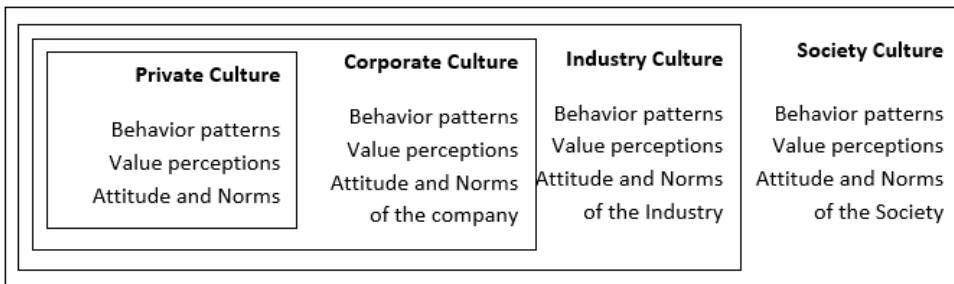 Private Culture
Behavior patterns
Value perceptions
Attitude and Norms
Corporate Culture
Behavior patterns
Value perceptions
Attitude and Norms
of the company
Industry Culture
Behavior patterns
Value perceptions
Attitude and Norms
of the Industry
Society Culture
Behavior patterns
Value perceptions
Attitude and Norms
of the Society